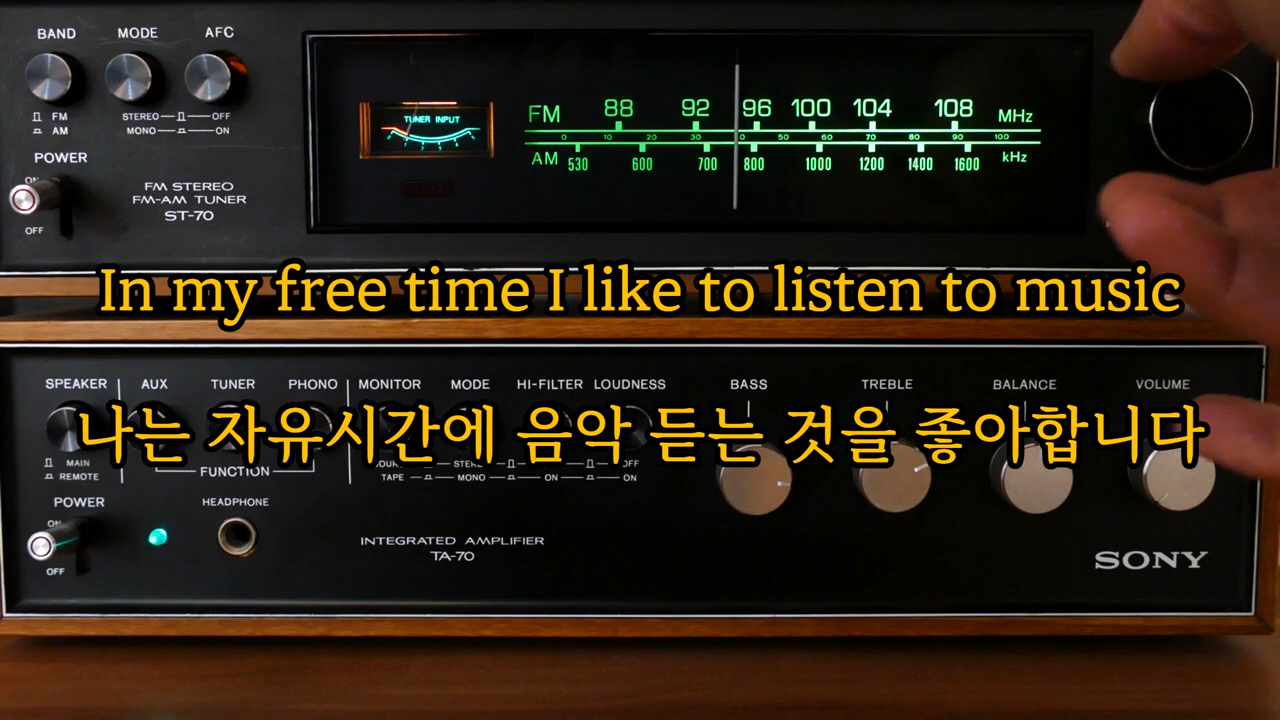 BAND MODE AFC
FM STEREO OFF
AM MONO ON
POWER
ON
OFF
FM STEREO
FM-AM TUNER
ST-70
TUNER INPUT
FM 88 92 96 100 104 108 MHz
0 10 20 30 50 70 80 90 100
AM 530 600 700 800 1000 1200 1400 1600 kHz
In my free time I like to listen to music
SPEAKER AUX TUNER PHONO MONITOR MODE HI-FILTER LOUDNESS BASS TREBLE BALANCE VOLUME
나는 자유시간에 음악 듣는 것을 좋아합니다
MAIN OFF
REMOTE FUNCTION TAPE MONO ON ON
POWER
ON
OFF
HEADPHONE
INTEGRATED AMPLIFIER
TA-70
SONY